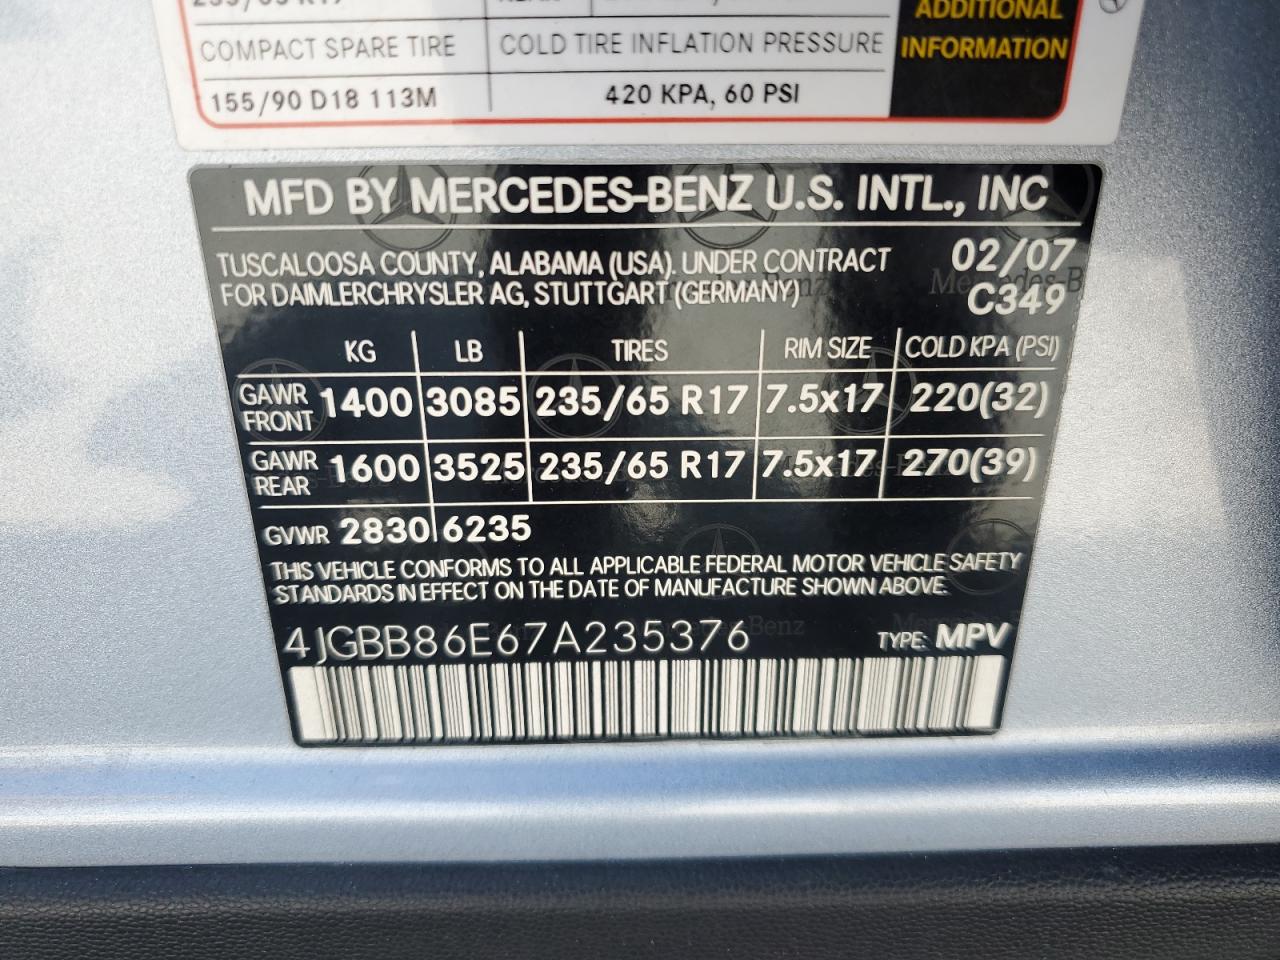 235/65 R17
COMPACT SPARE TIRE COLD TIRE INFLATION PRESSURE
155/90 D18 113M 420 KPA, 60 PSI
ADDITIONAL
INFORMATION
MFD BY MERCEDES-BENZ U.S. INTL., INC
TUSCALOOSA COUNTY, ALABAMA (USA). UNDER CONTRACT 02/07
FOR DAIMLERCHRYSLER AG, STUTTGART (GERMANY) C349
KG LB TIRES RIM SIZE COLD KPA (PSI)
GAWR FRONT 1400 3085 235/65 R17 7.5x17 220(32)
GAWR REAR 1600 3525 235/65 R17 7.5x17 270(39)
GVWR 2830 6235
THIS VEHICLE CONFORMS TO ALL APPLICABLE FEDERAL MOTOR VEHICLE SAFETY
STANDARDS IN EFFECT ON THE DATE OF MANUFACTURE SHOWN ABOVE.
4JGBB86E67A235376 TYPE: MPV